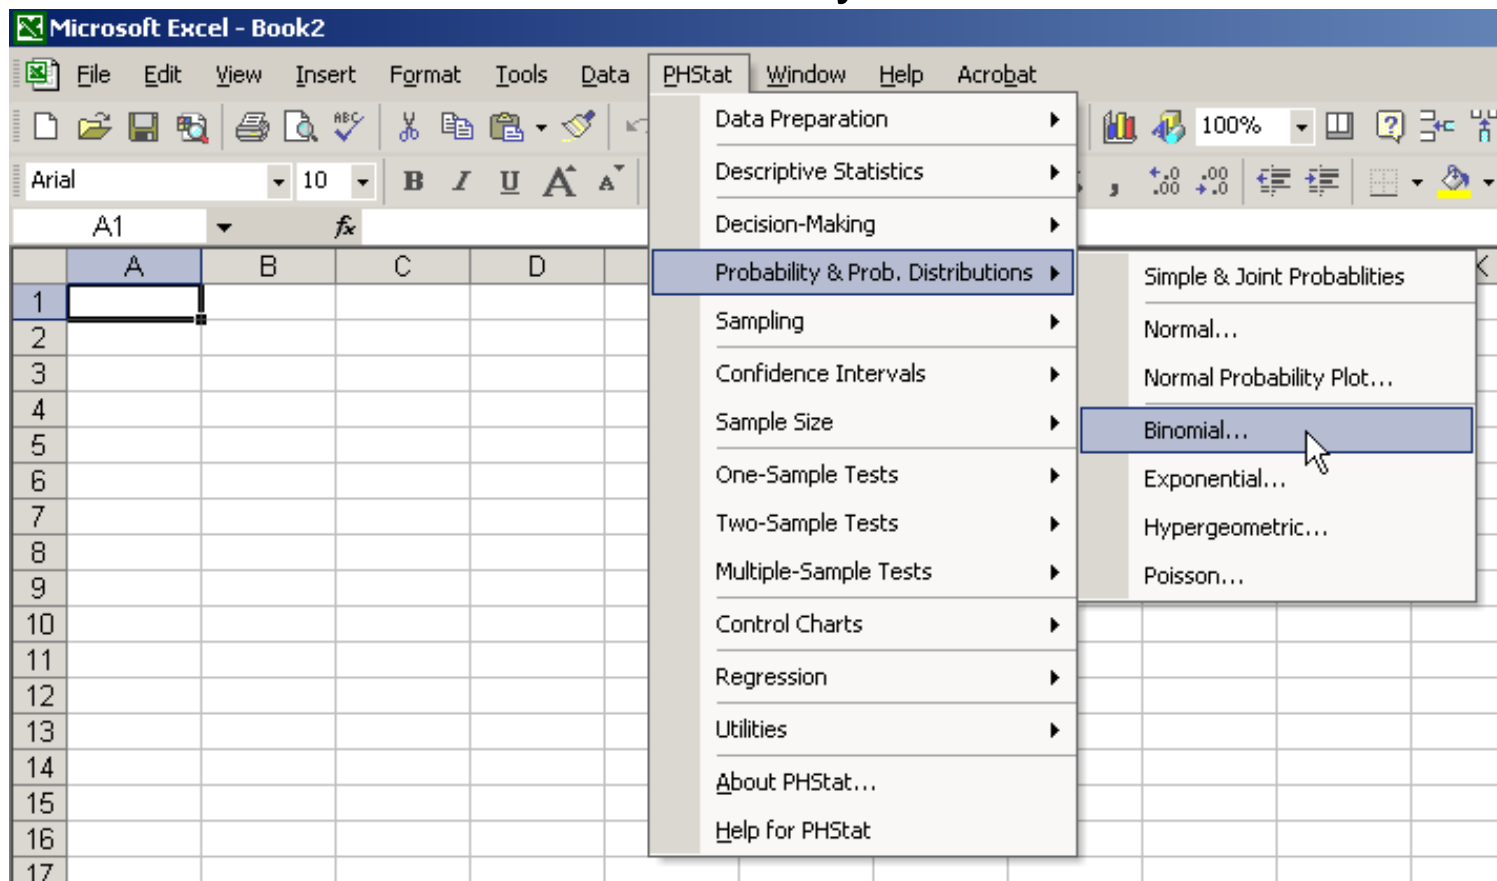 Microsoft Excel - Book2
File Edit View Insert Format Tools Data PHStat Window Help Acrobat
ABC 100%
Arial 10 B I U A A , .00 .00 .0
A1 fx
A B C D
1
2
3
4
5
6
7
8
9
10
11
12
13
14
15
16
17
Data Preparation
Descriptive Statistics
Decision-Making
Probability & Prob. Distributions
Sampling
Confidence Intervals
Sample Size
One-Sample Tests
Two-Sample Tests
Multiple-Sample Tests
Control Charts
Regression
Utilities
About PHStat...
Help for PHStat
Simple & Joint Probablities
Normal...
Normal Probability Plot...
Binomial...
Exponential...
Hypergeometric...
Poisson...